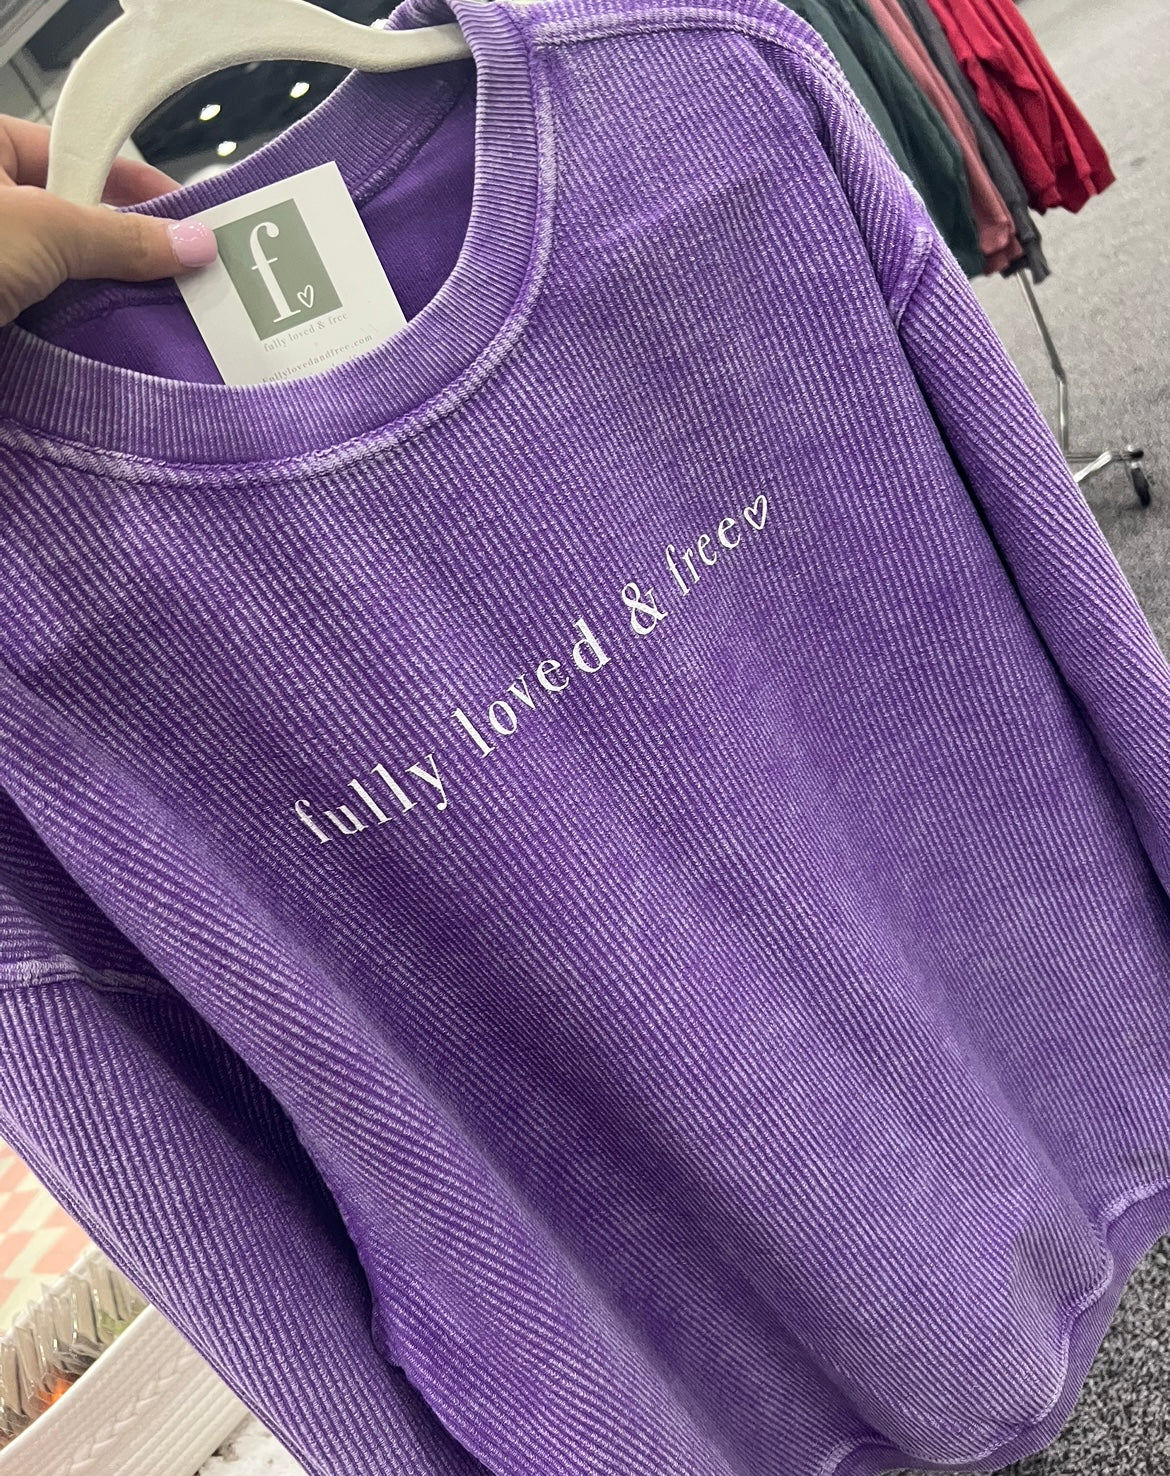 f♡
fully loved & free
Fullylovedandfree.com
fully loved & free♡